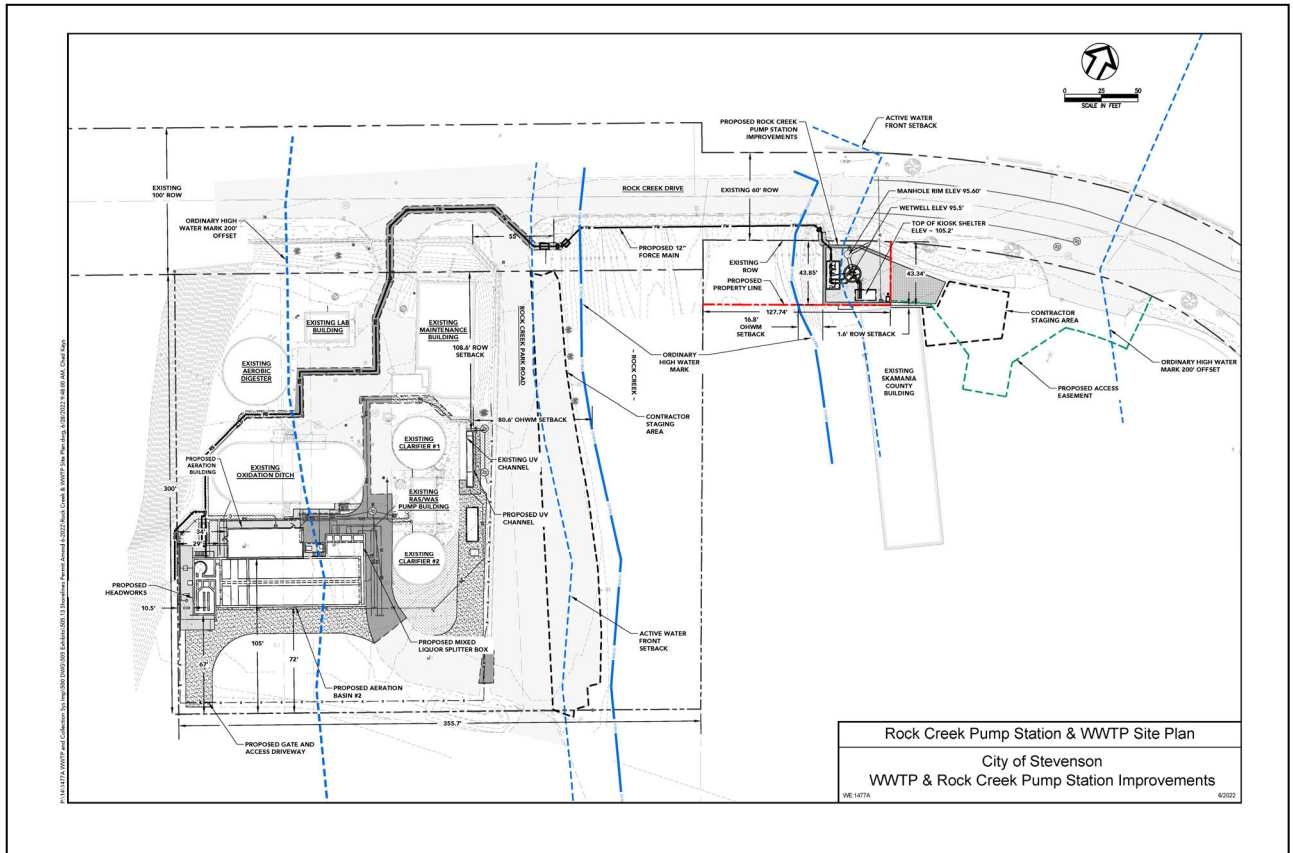 0 25 50
SCALE IN FEET
ACTIVE WATER
FRONT SETBACK
PROPOSED ROCK CREEK
PUMP STATION
IMPROVEMENTS
MANHOLE RIM ELEV 95.60'
WETWELL ELEV 95.5'
TOP OF KIOSK SHELTER
ELEV ~ 105.2'
EXISTING
100' ROW
ROCK CREEK DRIVE
EXISTING 60' ROW
ORDINARY HIGH
WATER MARK 200'
OFFSET
55'
PROPOSED 12"
FORCE MAIN
EXISTING
ROW
PROPOSED
PROPERTY LINE
43.85'
43.34'
127.74'
16.8'
OHWM
SETBACK
1.6' ROW SETBACK
CONTRACTOR
STAGING AREA
ORDINARY HIGH WATER
MARK 200' OFFSET
PROPOSED ACCESS
EASEMENT
EXISTING
SKAMANIA
COUNTY
BUILDING
EXISTING LAB
BUILDING
EXISTING
MAINTENANCE
BUILDING
EXISTING
AEROBIC
DIGESTER
108.6' ROW
SETBACK
ROCK CREEK PARK ROAD
~ ROCK CREEK ~
ORDINARY
HIGH WATER
MARK
CONTRACTOR
STAGING
AREA
80.6' OHWM SETBACK
EXISTING
CLARIFIER #1
EXISTING UV
CHANNEL
PROPOSED
AERATION
BUILDING
EXISTING
OXIDATION DITCH
300'
EXISTING
RAS/WAS
PUMP BUILDING
PROPOSED UV
CHANNEL
34'
29'
EXISTING
CLARIFIER #2
PROPOSED
HEADWORKS
10.5'
105'
67'
72'
PROPOSED MIXED
LIQUOR SPLITTER BOX
ACTIVE WATER
FRONT
SETBACK
PROPOSED AERATION
BASIN #2
355.7'
PROPOSED GATE AND
ACCESS DRIVEWAY
Rock Creek Pump Station & WWTP Site Plan
City of Stevenson
WWTP & Rock Creek Pump Station Improvements
WE:1477A
6/2022